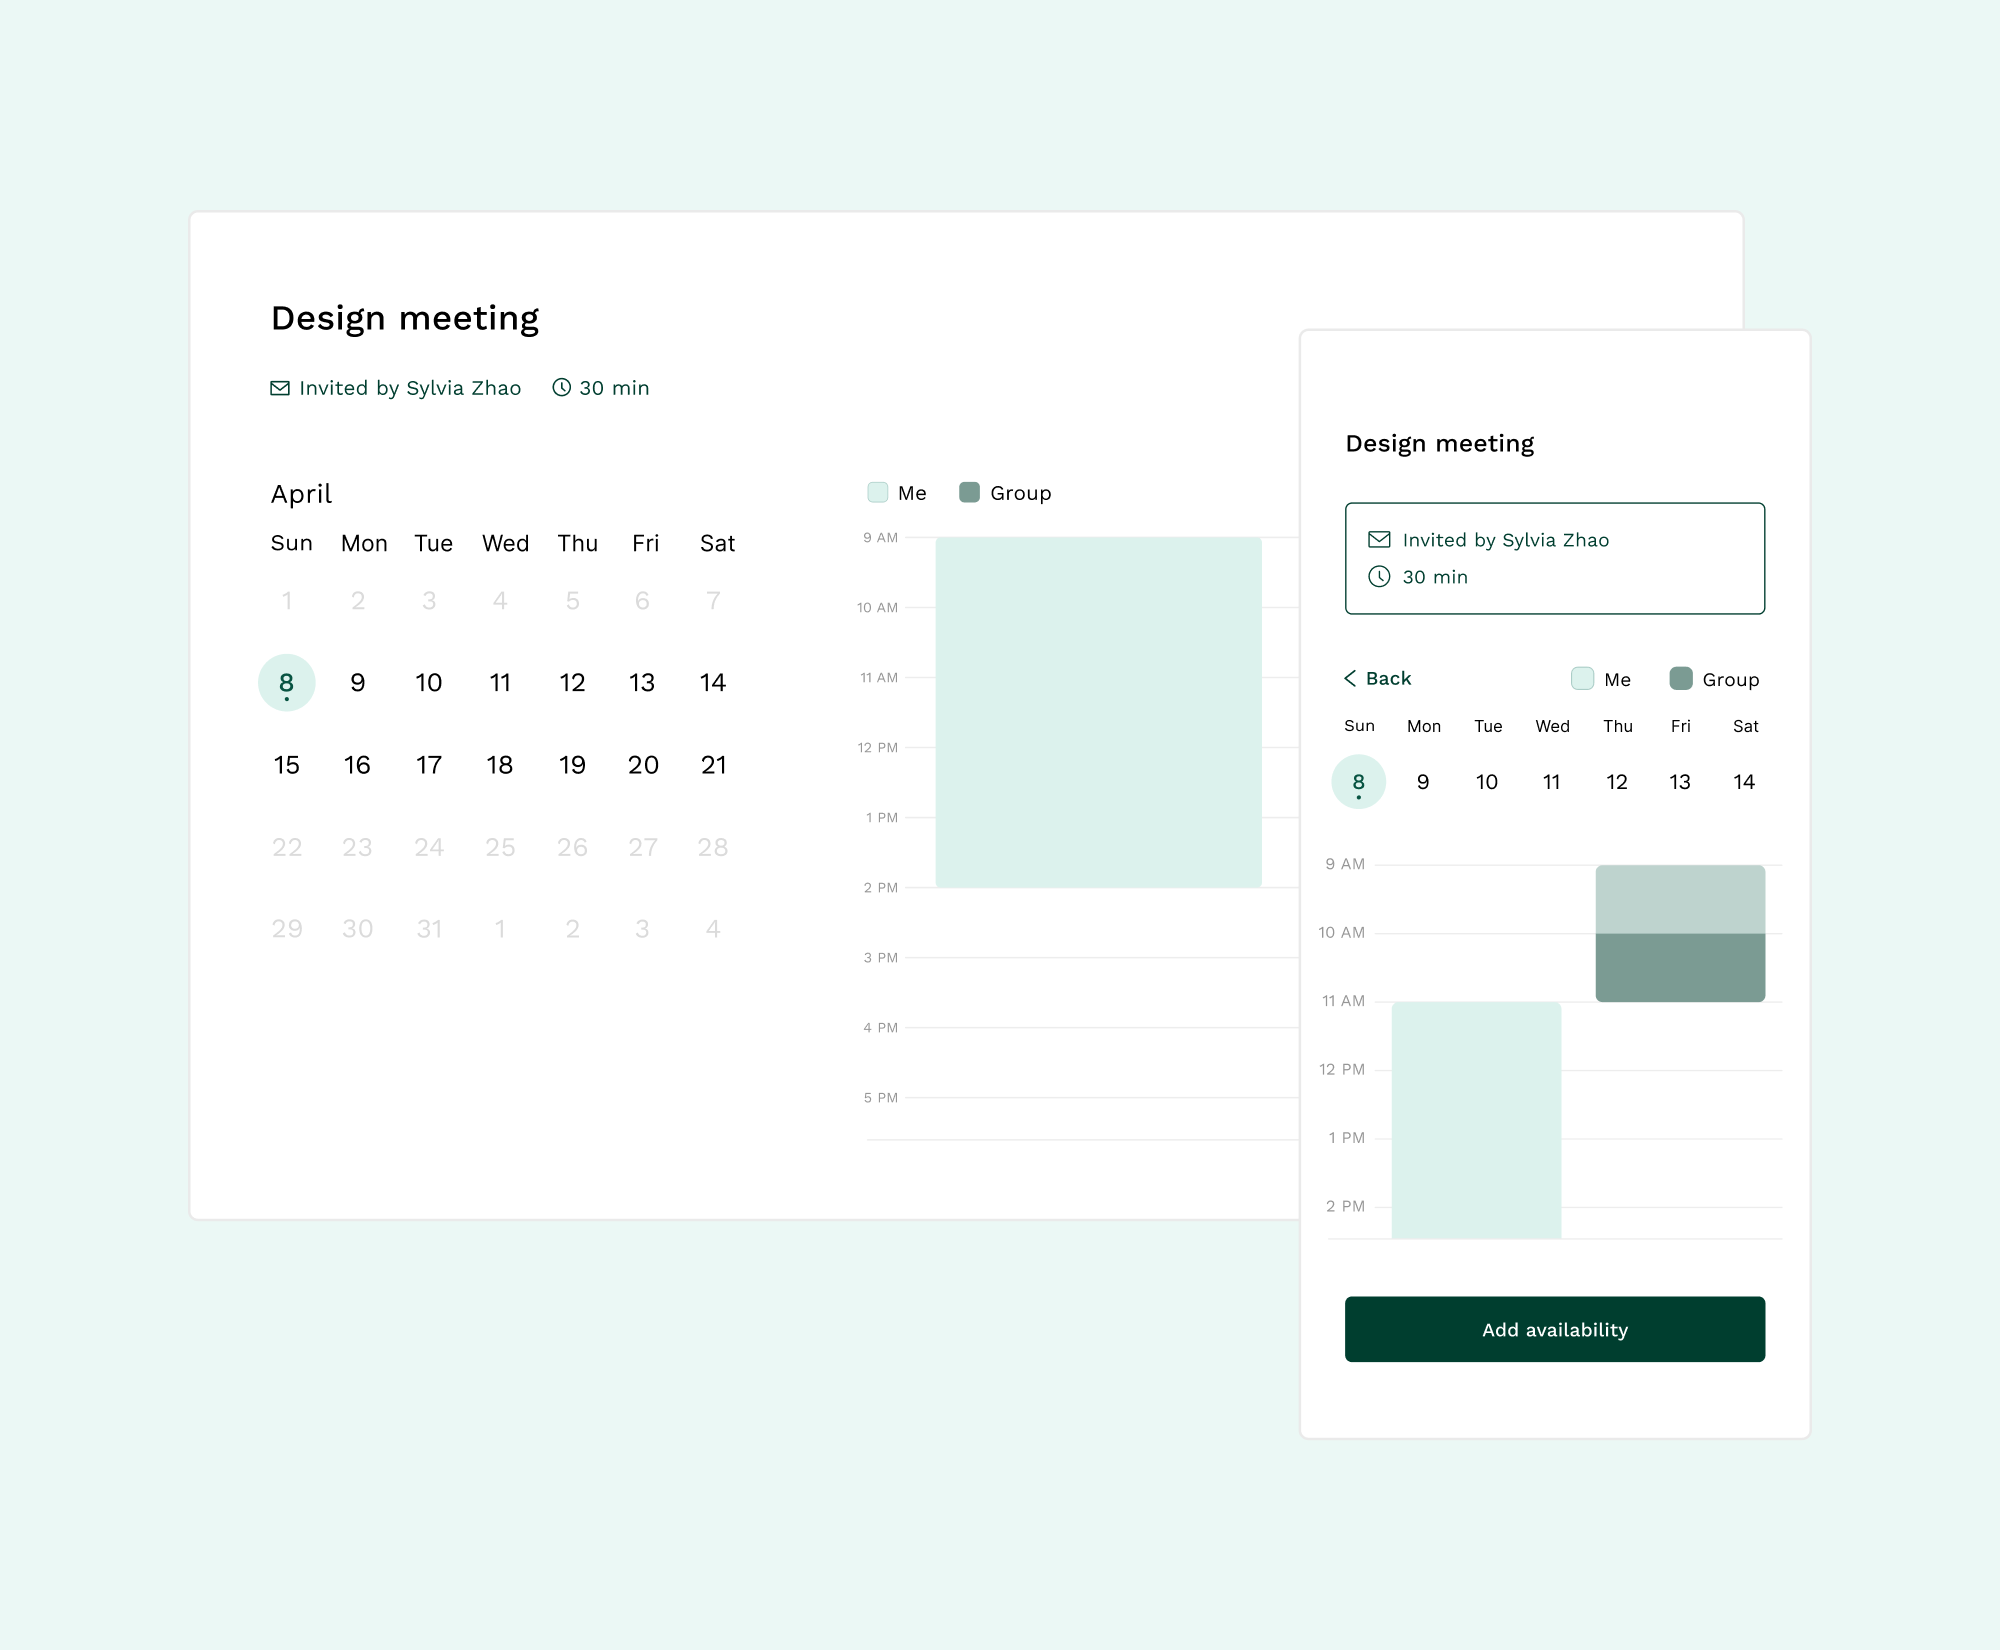 Design meeting
Invited by Sylvia Zhao 30 min
April
Sun Mon Tue Wed Thu Fri Sat
1 2 3 4 5 6 7
8 9 10 11 12 13 14
15 16 17 18 19 20 21
22 23 24 25 26 27 28
29 30 31 1 2 3 4
Me Group
9 AM
10 AM
11 AM
12 PM
1 PM
2 PM
3 PM
4 PM
5 PM
Design meeting
Invited by Sylvia Zhao
30 min
Back Me Group
Sun Mon Tue Wed Thu Fri Sat
8 9 10 11 12 13 14
9 AM
10 AM
11 AM
12 PM
1 PM
2 PM
Add availability